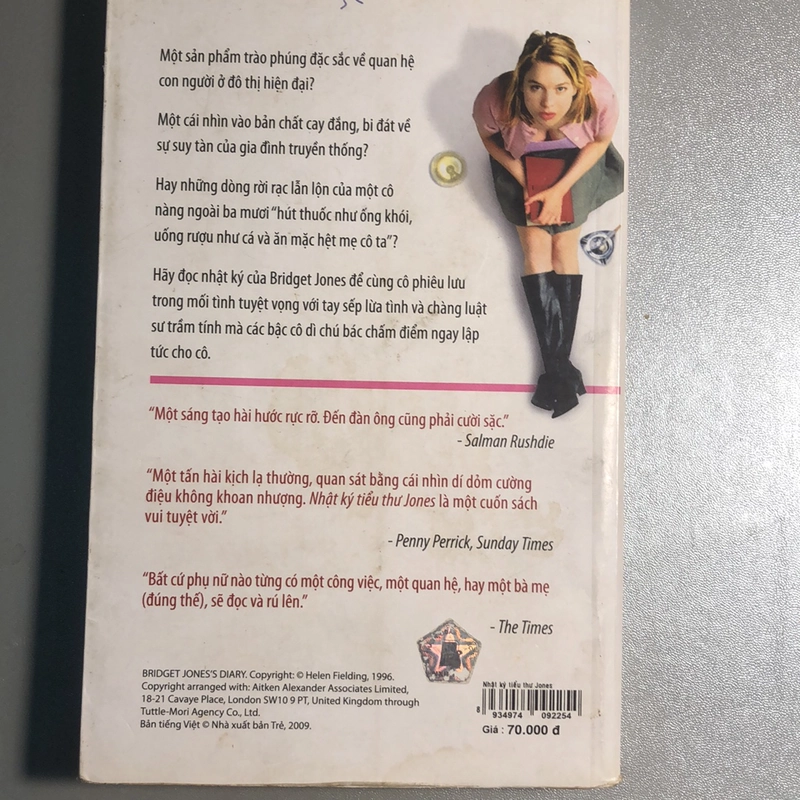 Một sản phẩm trào phúng đặc sắc về quan hệ
con người ở đô thị hiện đại?
Một cái nhìn vào bản chất cay đắng, bi đát về
sự suy tàn của gia đình truyền thống?
Hay những dòng rời rạc lẫn lộn của một cô
nàng ngoài ba mươi “hút thuốc như ống khói,
uống rượu như cá và ăn mặc hệt mẹ cô ta”?
Hãy đọc nhật ký của Bridget Jones để cùng cô phiêu lưu
trong mối tình tuyệt vọng với tay sếp lừa tình và chàng luật
sư trầm tính mà các bậc cô dì chú bác chấm điểm ngay lập
tức cho cô.
“Một sáng tạo hài hước rực rỡ. Đến đàn ông cũng phải cười sặc.”
- Salman Rushdie
“Một tấn hài kịch lạ thường, quan sát bằng cái nhìn dí dỏm cường
điệu không khoan nhượng. Nhật ký tiểu thư Jones là một cuốn sách
vui tuyệt vời.”
- Penny Perrick, Sunday Times
“Bất cứ phụ nữ nào từng có một công việc, một quan hệ, hay một bà mẹ
(đúng thế), sẽ đọc và rú lên.”
- The Times
BRIDGET JONES'S DIARY. Copyright: © Helen Fielding, 1996.
Copyright arranged with: Aitken Alexander Associates Limited,
18-21 Cavaye Place, London SW10 9 PT, United Kingdom through
Tuttle-Mori Agency Co., Ltd.
Bản tiếng Việt © Nhà xuất bản Trẻ, 2009.
Nhật ký tiểu thư Jones
8 934974 092254
Giá : 70.000 đ